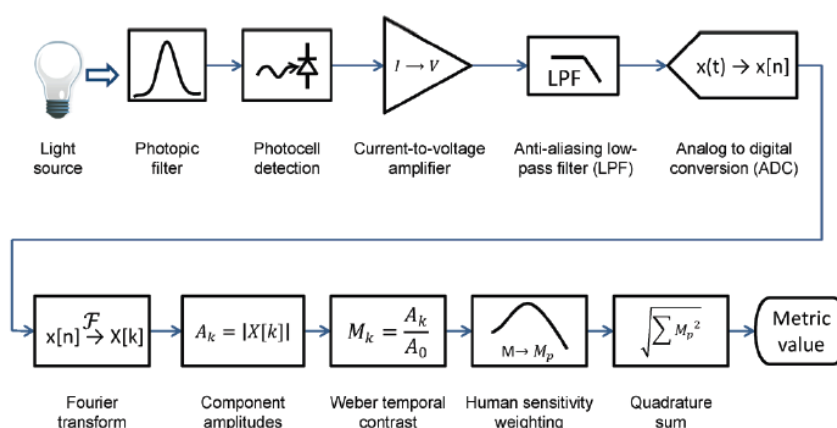 I → V
LPF
x(t) → x[n]
Light
source
Photopic
filter
Photocell
detection
Current-to-voltage
amplifier
Anti-aliasing low-
pass filter (LPF)
Analog to digital
conversion (ADC)
x[n] ℱ→ X[k]
A_k = |X[k]|
M_k = A_k / A_0
M → M_p
√∑ M_p²
Metric
value
Fourier
transform
Component
amplitudes
Weber temporal
contrast
Human sensitivity
weighting
Quadrature
sum